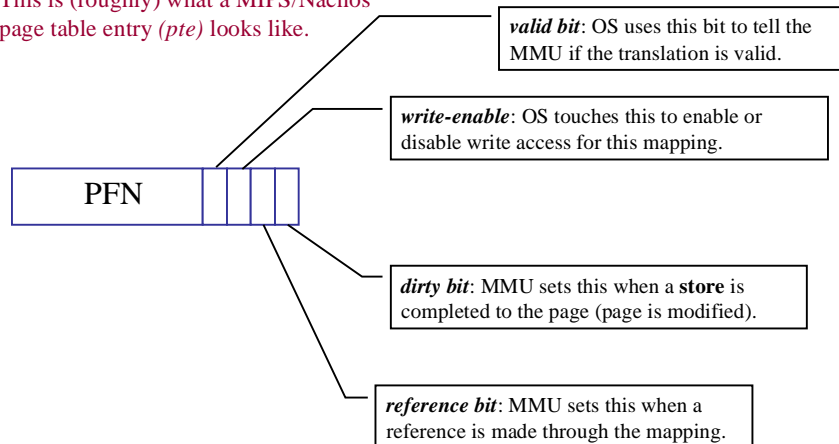 This is (roughly) what a MIPS/Nachos
page table entry (pte) looks like.
valid bit: OS uses this bit to tell the
MMU if the translation is valid.
write-enable: OS touches this to enable or
disable write access for this mapping.
PFN
dirty bit: MMU sets this when a store is
completed to the page (page is modified).
reference bit: MMU sets this when a
reference is made through the mapping.